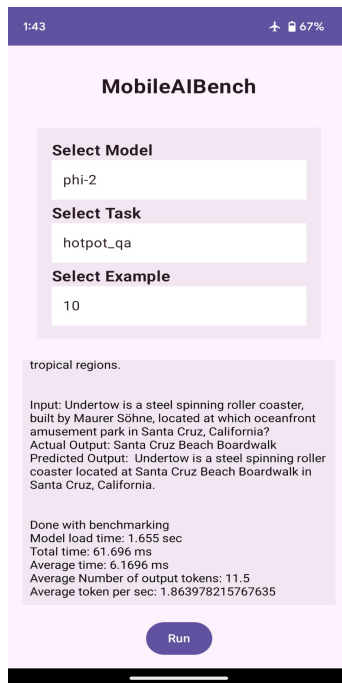 1:43
67%
MobileAIBench
Select Model
phi-2
Select Task
hotpot_qa
Select Example
10
tropical regions.
Input: Undertow is a steel spinning roller coaster,
built by Maurer Söhne, located at which oceanfront
amusement park in Santa Cruz, California?
Actual Output: Santa Cruz Beach Boardwalk
Predicted Output:  Undertow is a steel spinning roller
coaster located at Santa Cruz Beach Boardwalk in
Santa Cruz, California.
Done with benchmarking
Model load time: 1.655 sec
Total time: 61.696 ms
Average time: 6.1696 ms
Average Number of output tokens: 11.5
Average token per sec: 1.863978215767635
Run